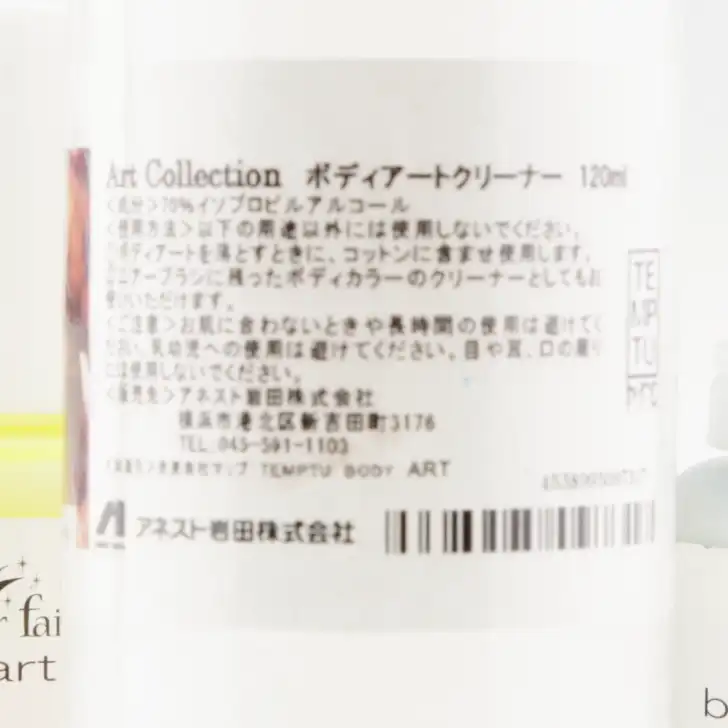 Art Collection ボディアートクリーナー 120ml
<成分>70%イソプロピルアルコール
<使用方法>以下の用途以外には使用しないでください。
ボディアートを落とすときに、コットンに含ませ使用します。
エアーブラシに残ったボディカラーのクリーナーとしてもお
使いいただけます。
<ご注意>お肌に合わないときや長時間の使用は避けてく
ださい。乳幼児への使用は避けてください。目や耳、口の周り
には使用しないでください。
<販売先>アネスト岩田株式会社
横浜市港北区新吉田町3176
TEL 045-591-1103
TEMPTU BODY ART
アネスト岩田株式会社
TE
MP
TU
fai
art
b